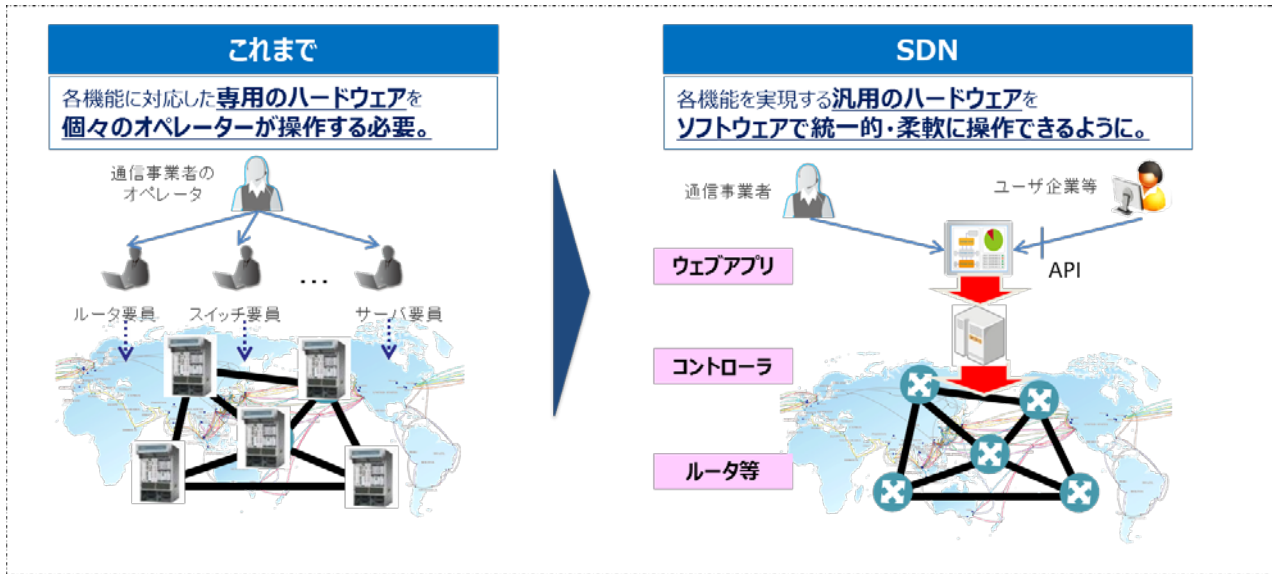 これまで
各機能に対応した専用のハードウェアを
個々のオペレーターが操作する必要。
通信事業者の
オペレータ
・・・
ルータ要員
スイッチ要員
サーバ要員
SDN
各機能を実現する汎用のハードウェアを
ソフトウェアで統一的・柔軟に操作できるように。
通信事業者
ユーザ企業等
API
ウェブアプリ
コントローラ
ルータ等